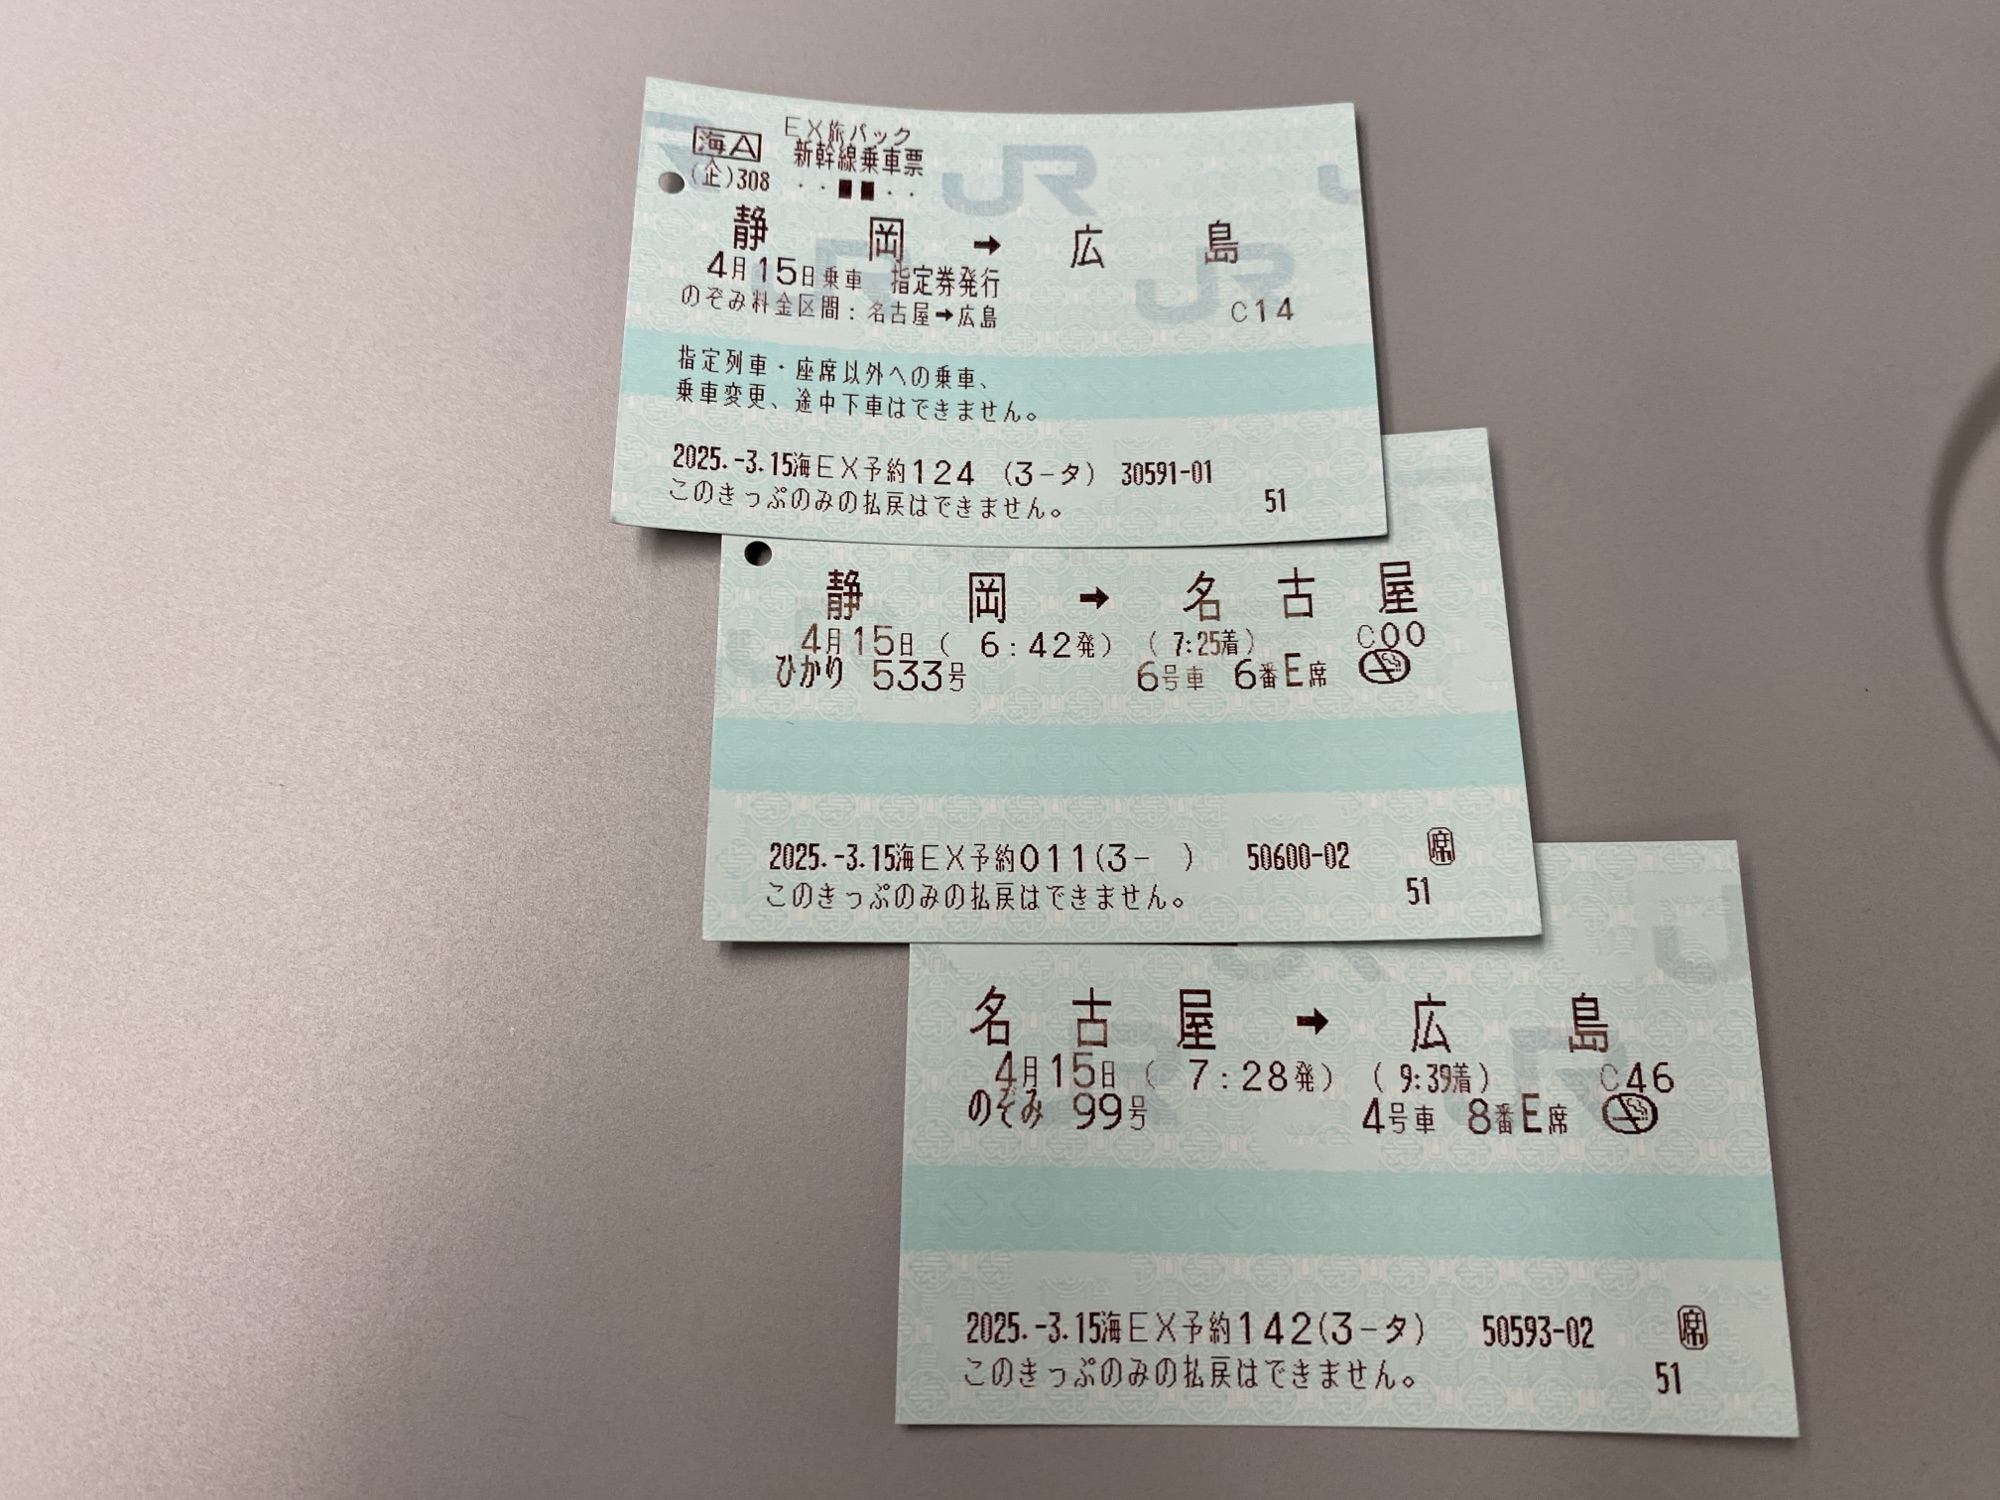 海A EX旅パック
新幹線乗車票
(企)308 ・・■■・・
静岡→広島
4月15日乗車 指定券発行
のぞみ料金区間：名古屋→広島 C14
指定列車・座席以外への乗車、
乗車変更、途中下車はできません。
2025.-3.15海EX予約124 (3-タ) 30591-01
このきっぷのみの払戻はできません。 51
静岡→名古屋
4月15日( 6:42発) (7:25着) C00
ひかり 533号 6号車 6番E席
2025.-3.15海EX予約011(3- ) 50600-02 席
このきっぷのみの払戻はできません。 51
名古屋→広島
4月15日( 7:28発) (9:39着) C46
のぞみ 99号 4号車 8番E席
2025.-3.15海EX予約142(3-タ) 50593-02 席
このきっぷのみの払戻はできません。 51
JR
JR
JR